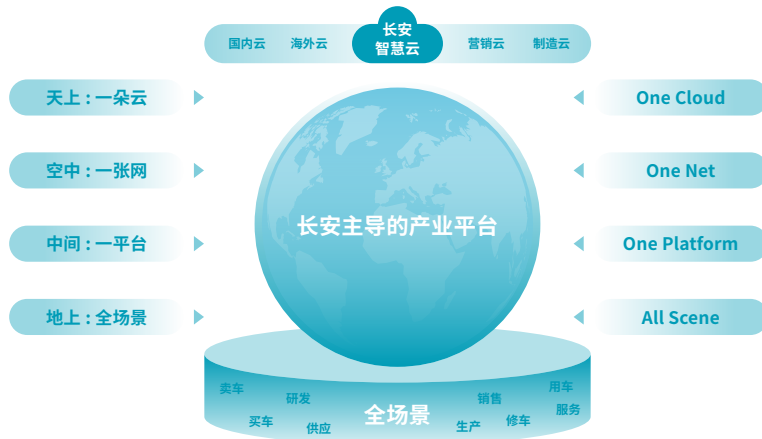 长安
智慧云
国内云
海外云
营销云
制造云
天上 : 一朵云
One Cloud
空中 : 一张网
One Net
长安主导的产业平台
中间 : 一平台
One Platform
地上 : 全场景
All Scene
卖车
研发
买车
供应
全场景
销售
用车
生产
修车
服务